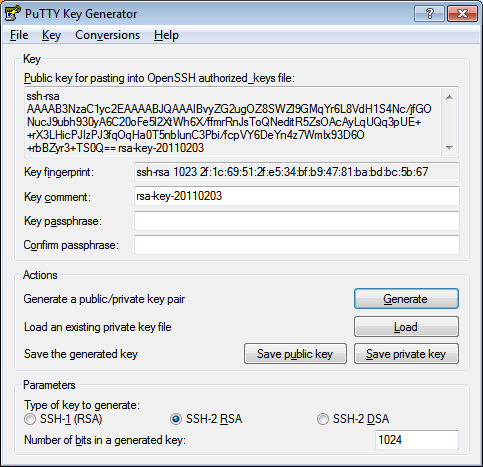 PuTTY Key Generator
File Key Conversions Help
Key
Public key for pasting into OpenSSH authorized_keys file:
ssh-rsa
AAAAB3NzaC1yc2EAAAABJQAAAIBvyZG2ugOZ8SWZI9GMqYr6L8VdH1S4Nc/jfGO
NucJ9ubh930yA6C20oFe5l2XtWh6X/ffmrRnJsToQNeditR5ZsOAcAyLqUQq3pUE+
+rX3LHicPJIzPJ3fqOqHa0T5nbIunC3Pbi/fcpVY6DeYn4z7WmIx93D6O
+rbBZyr3+TS0Q== rsa-key-20110203
Key fingerprint: ssh-rsa 1023 2f:1c:69:51:2f:e5:34:bf:b9:47:81:ba:bd:bc:5b:67
Key comment: rsa-key-20110203
Key passphrase:
Confirm passphrase:
Actions
Generate a public/private key pair Generate
Load an existing private key file Load
Save the generated key Save public key Save private key
Parameters
Type of key to generate:
SSH-1 (RSA) SSH-2 RSA SSH-2 DSA
Number of bits in a generated key: 1024